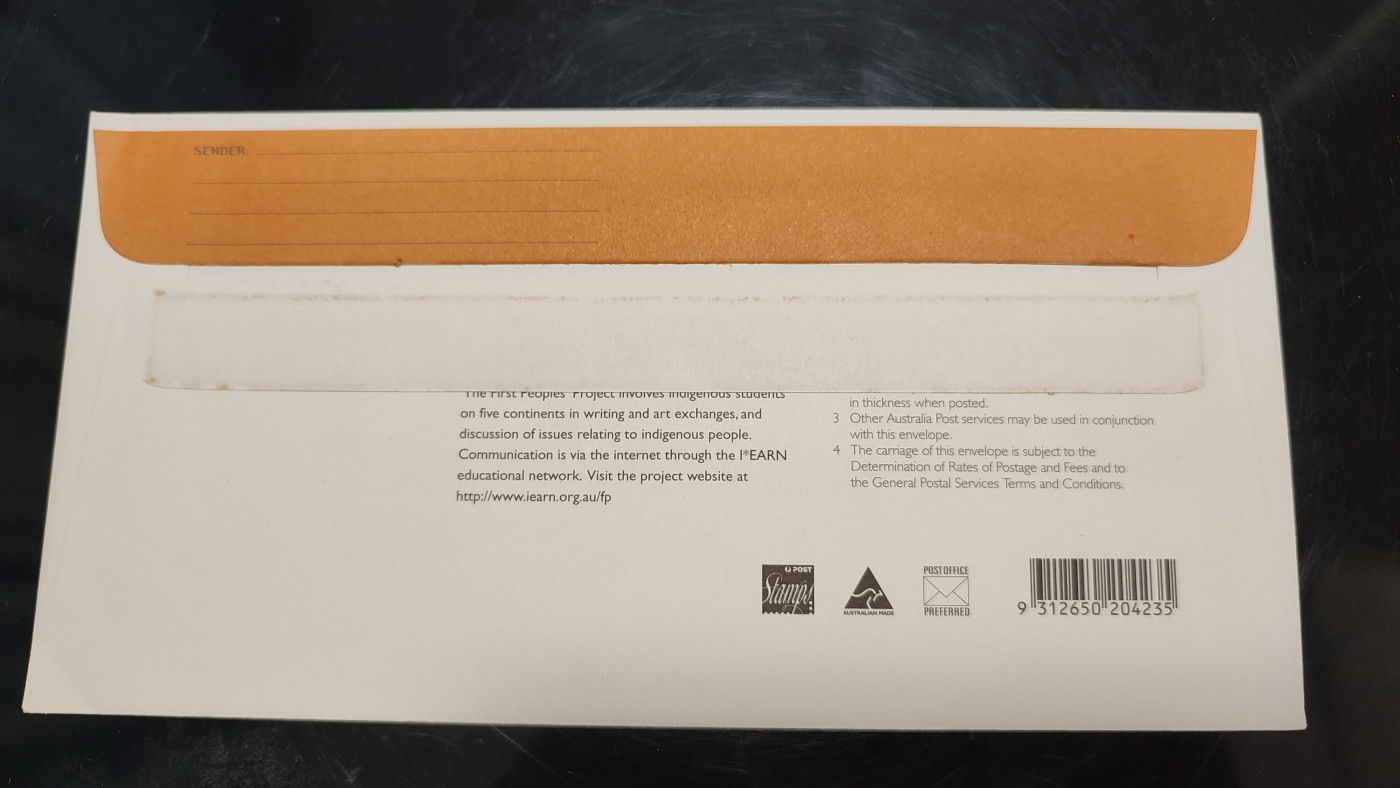 SENDER:
The First Peoples' Project involves indigenous students
on five continents in writing and art exchanges, and
discussion of issues relating to indigenous people.
Communication is via the internet through the I*EARN
educational network. Visit the project website at
http://www.iearn.org.au/fp
in thickness when posted.
3 Other Australia Post services may be used in conjunction
with this envelope.
4 The carriage of this envelope is subject to the
Determination of Rates of Postage and Fees and to
the General Postal Services Terms and Conditions.
POST
Stamps!
AUSTRALIAN MADE
POST OFFICE
PREFERRED
9 312650 204235